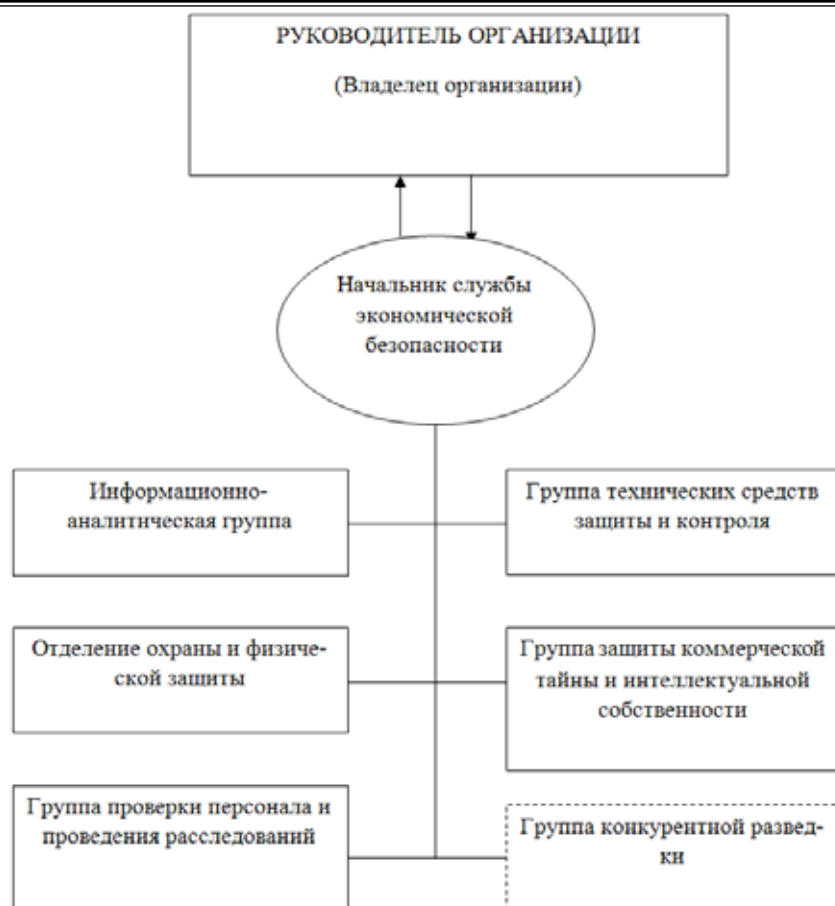 РУКОВОДИТЕЛЬ ОРГАНИЗАЦИИ
(Владелец организации)
Начальник службы
экономической
безопасности
Информационно-
аналитическая группа
Группа технических средств
защиты и контроля
Отделение охраны и физиче-
ской защиты
Группа защиты коммерческой
тайны и интеллектуальной
собственности
Группа проверки персонала и
проведения расследований
Группа конкурентной развед-
ки